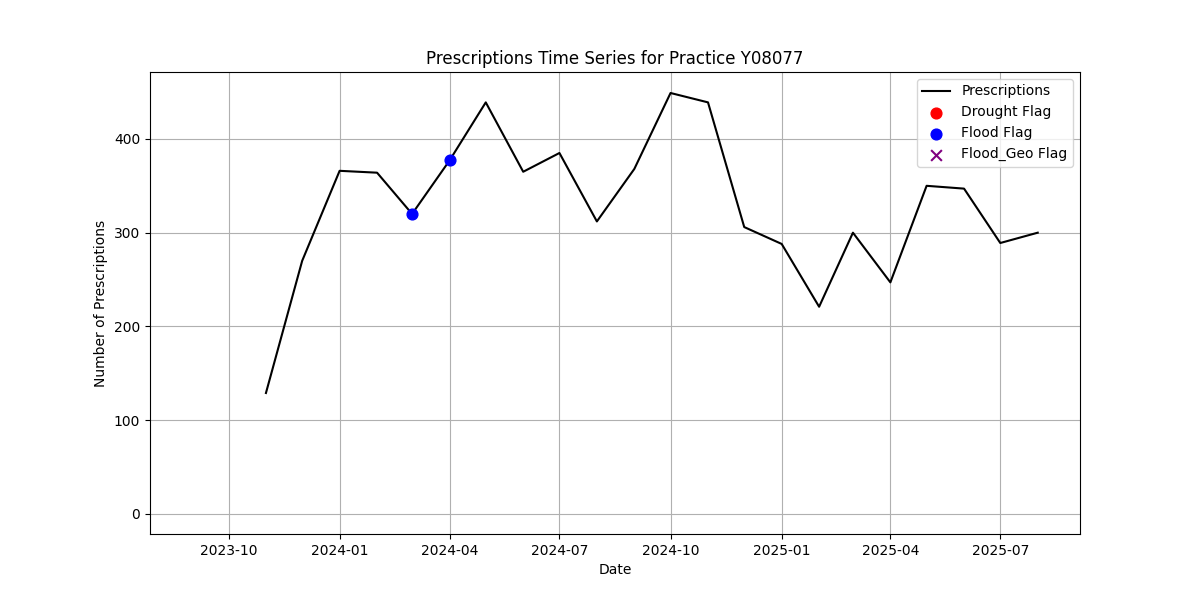 Prescriptions Time Series for Practice Y08077
Prescriptions
Drought Flag
Flood Flag
Flood_Geo Flag
Number of Prescriptions
400
300
200
100
0
2023-10 2024-01 2024-04 2024-07 2024-10 2025-01 2025-04 2025-07
Date